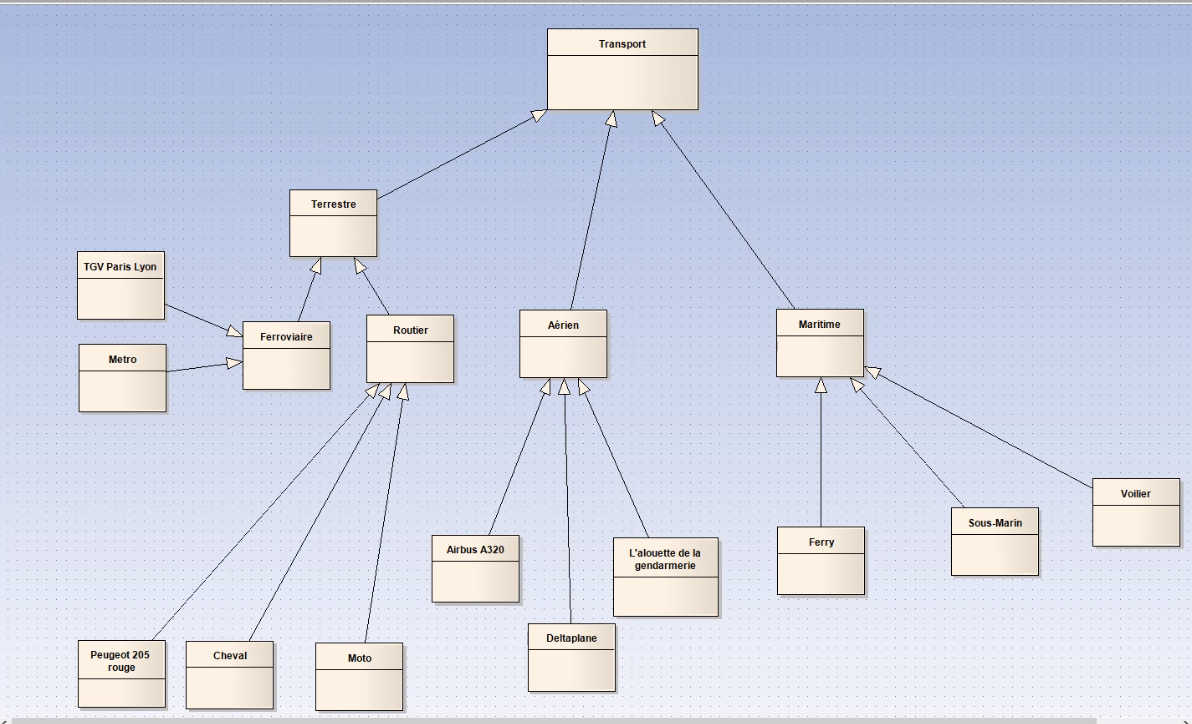 Transport
Terrestre
TGV Paris Lyon
Ferroviaire
Routier
Aérien
Maritime
Metro
Voilier
Sous-Marin
Ferry
Airbus A320
L'alouette de la
gendarmerie
Deltaplane
Peugeot 205
rouge
Cheval
Moto